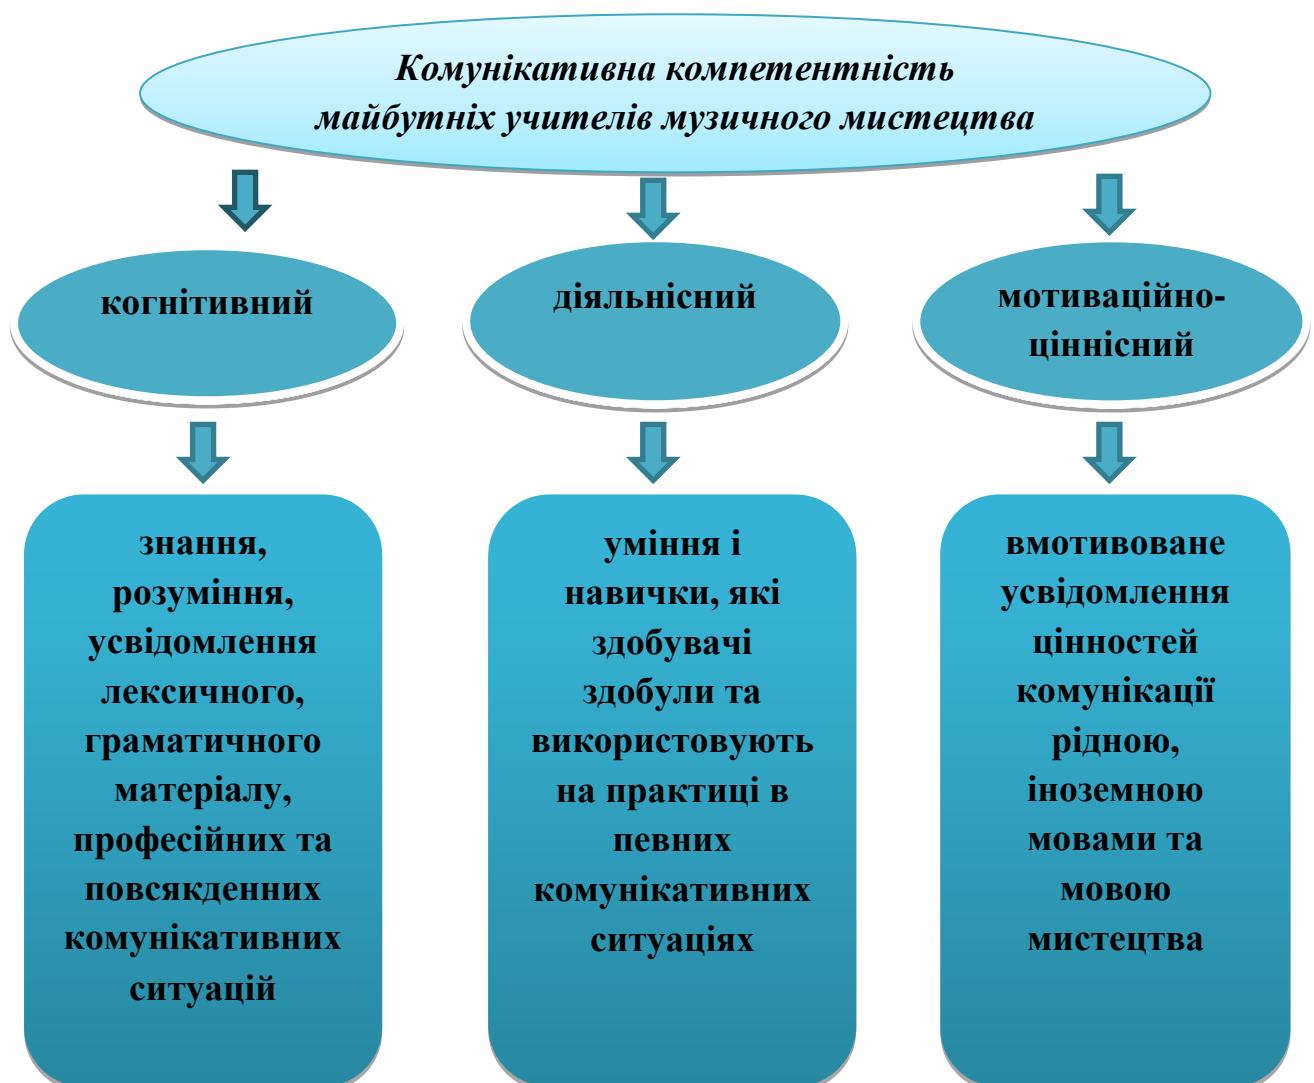 Комунікативна компетентність
майбутніх учителів музичного мистецтва
когнітивний
діяльнісний
мотиваційно-
ціннісний
знання,
розуміння,
усвідомлення
лексичного,
граматичного
матеріалу,
професійних та
повсякденних
комунікативних
ситуацій
уміння і
навички, які
здобувачі
здобули та
використовують
на практиці в
певних
комунікативних
ситуаціях
вмотивоване
усвідомлення
цінностей
комунікації
рідною,
іноземною
мовами та
мовою
мистецтва